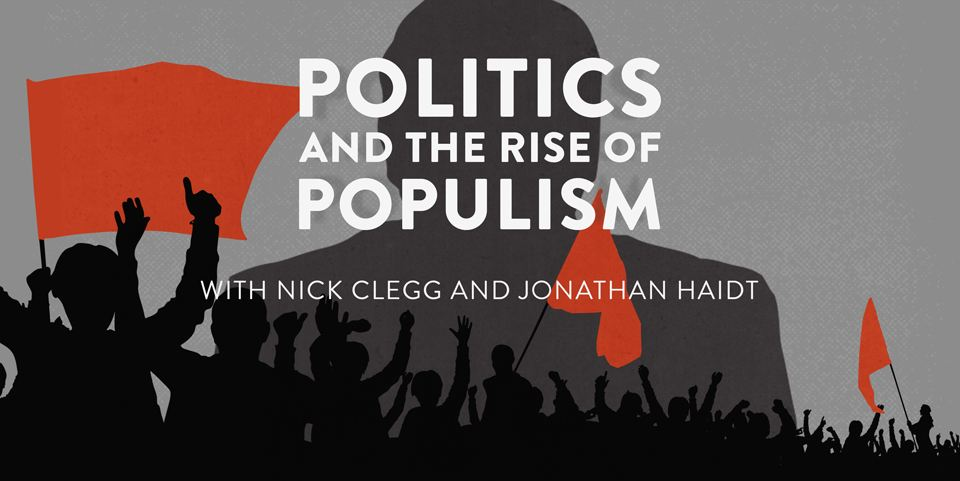 POLITICS
AND THE RISE OF
POPULISM
WITH NICK CLEGG AND JONATHAN HAIDT